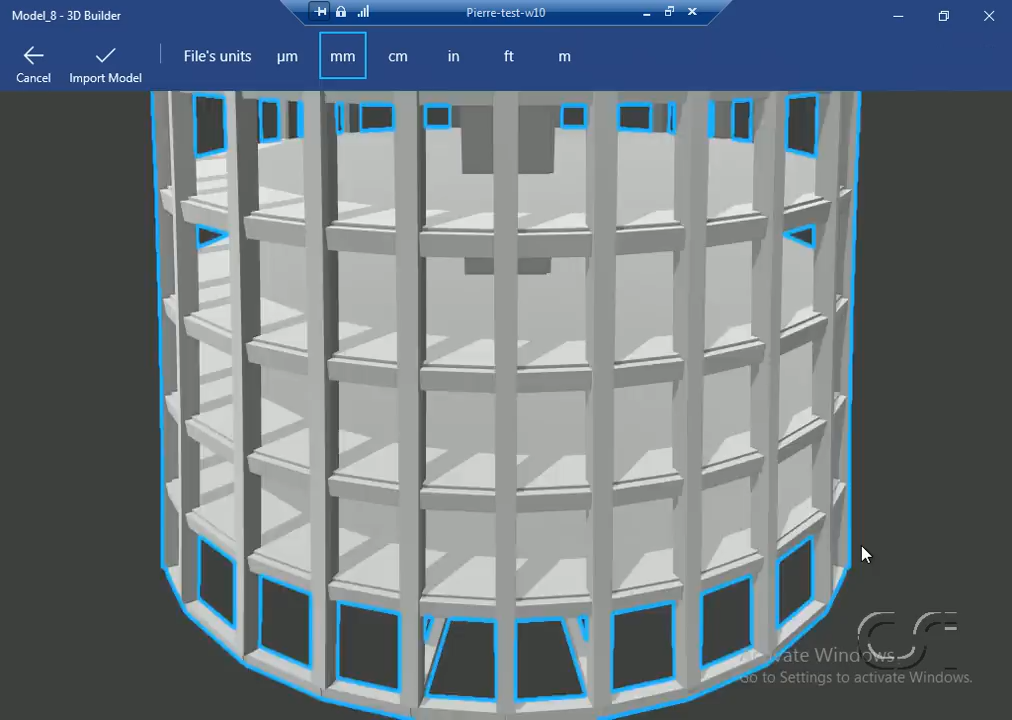 Model_8 - 3D Builder
Pierre-test-w10
Cancel
Import Model
File's units
µm
mm
cm
in
ft
m
Activate Windows
Go to Settings to activate Windows.